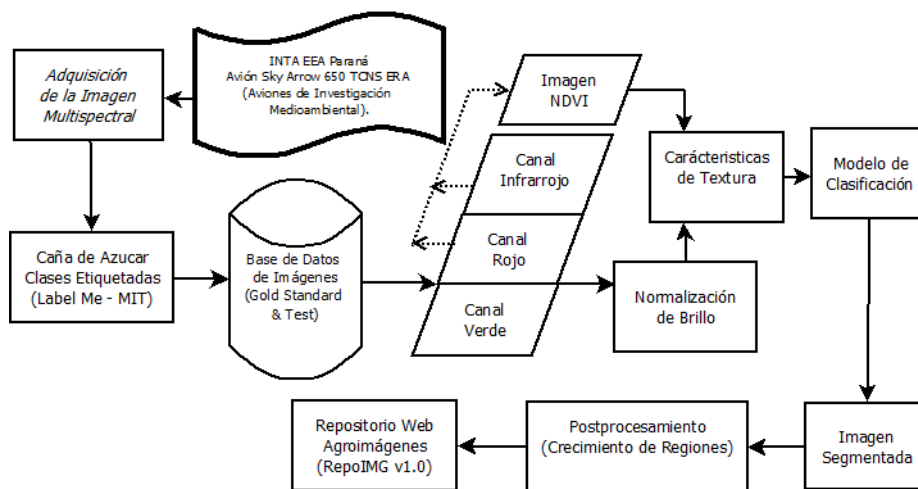 INTA EEA Paraná
Avión Sky Arrow 650 TCNS ERA
(Aviones de Investigación
Medioambiental).
Adquisición
de la Imagen
Multispectral
Caña de Azucar
Clases Etiquetadas
(Label Me - MIT)
Base de Datos
de Imágenes
(Gold Standard
& Test)
Imagen
NDVI
Canal
Infrarrojo
Canal
Rojo
Canal
Verde
Normalización
de Brillo
Carácteristicas
de Textura
Modelo de
Clasificación
Imagen
Segmentada
Postprocesamiento
(Crecimiento de Regiones)
Repositorio Web
Agroimágenes
(RepoIMG v1.0)